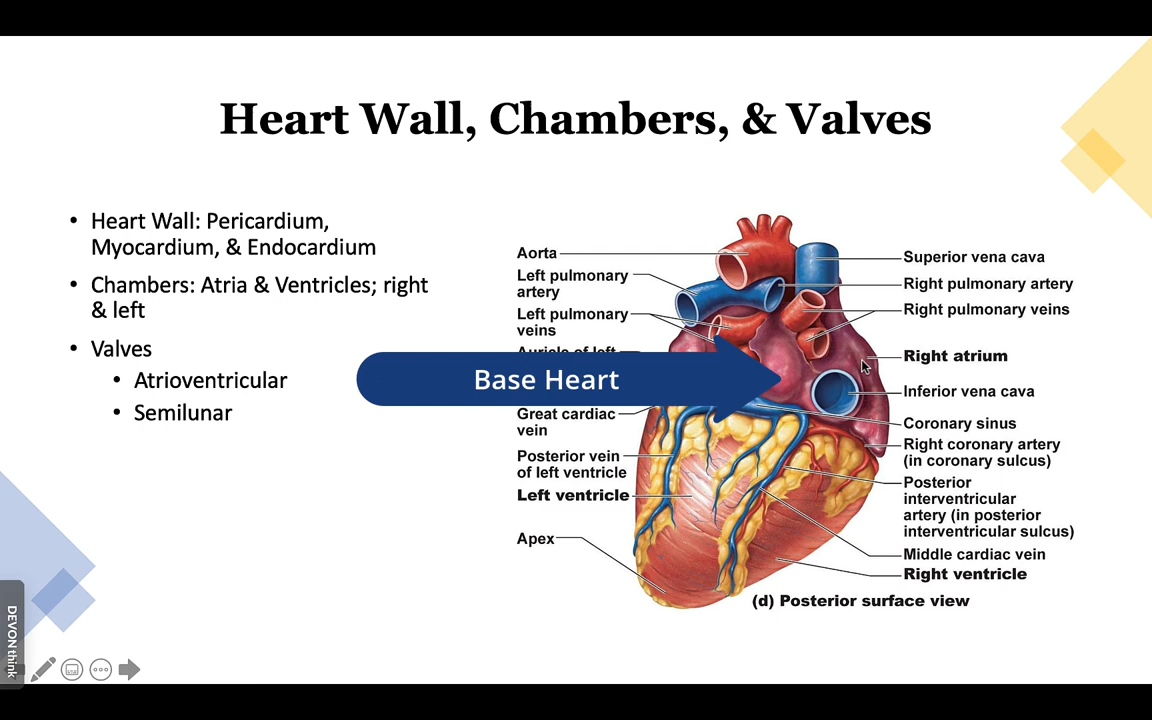 Heart Wall, Chambers, & Valves
• Heart Wall: Pericardium,
Myocardium, & Endocardium
• Chambers: Atria & Ventricles; right
& left
• Valves
• Atrioventricular
• Semilunar
Aorta
Left pulmonary
artery
Left pulmonary
veins
Auricle of left
Base Heart
Great cardiac
vein
Posterior vein
of left ventricle
Left ventricle
Apex
Superior vena cava
Right pulmonary artery
Right pulmonary veins
Right atrium
Inferior vena cava
Coronary sinus
Right coronary artery
(in coronary sulcus)
Posterior
interventricular
artery (in posterior
interventricular sulcus)
Middle cardiac vein
Right ventricle
(d) Posterior surface view
DEVONthink